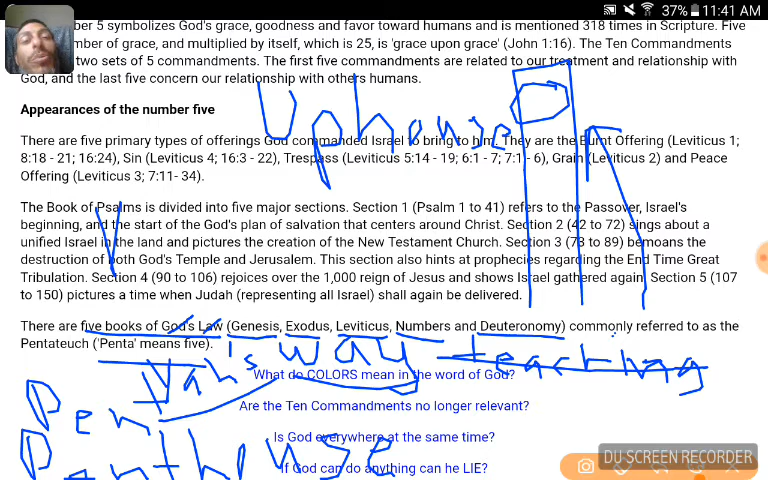 37% 11:41 AM
ber 5 symbolizes God's grace, goodness and favor toward humans and is mentioned 318 times in Scripture. Five
mber of grace, and multiplied by itself, which is 25, is 'grace upon grace' (John 1:16). The Ten Commandments
two sets of 5 commandments. The first five commandments are related to our treatment and relationship with
God, and the last five concern our relationship with others humans.
Appearances of the number five
There are five primary types of offerings God commanded Israel to bring to him. They are the Burnt Offering (Leviticus 1;
8:18 - 21; 16:24), Sin (Leviticus 4; 16:3 - 22), Trespass (Leviticus 5:14 - 19; 6:1 - 7; 7:1 - 6), Grain (Leviticus 2) and Peace
Offering (Leviticus 3; 7:11- 34).
The Book of Psalms is divided into five major sections. Section 1 (Psalm 1 to 41) refers to the Passover, Israel's
beginning, and the start of the God's plan of salvation that centers around Christ. Section 2 (42 to 72) sings about a
unified Israel in the land and pictures the creation of the New Testament Church. Section 3 (73 to 89) bemoans the
destruction of both God's Temple and Jerusalem. This section also hints at prophecies regarding the End Time Great
Tribulation. Section 4 (90 to 106) rejoices over the 1,000 reign of Jesus and shows Israel gathered again. Section 5 (107
to 150) pictures a time when Judah (representing all Israel) shall again be delivered.
There are five books of God's Law (Genesis, Exodus, Leviticus, Numbers and Deuteronomy) commonly referred to as the
Pentateuch ('Penta' means five).
Yah's way teaching
What do COLORS mean in the word of God?
Pen
Are the Ten Commandments no longer relevant?
Is God everywhere at the same time?
If God can do anything can he LIE?
DU SCREEN RECORDER